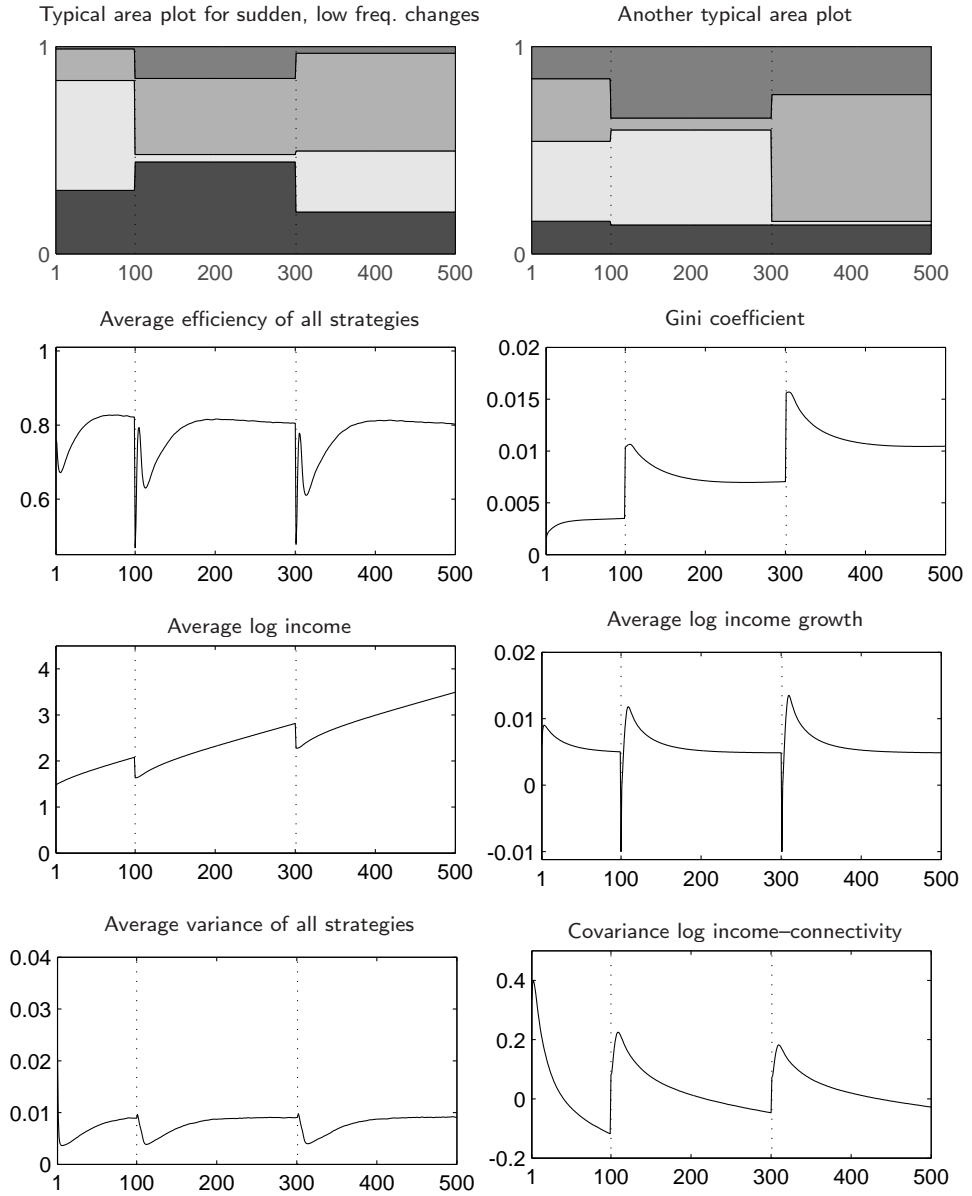 Typical area plot for sudden, low freq. changes
1
0
1 100 200 300 400 500
Another typical area plot
1
0
1 100 200 300 400 500
Average efficiency of all strategies
1
0.8
0.6
1 100 200 300 400 500
Gini coefficient
0.02
0.015
0.01
0.005
0
1 100 200 300 400 500
Average log income
4
3
2
1
0
1 100 200 300 400 500
Average log income growth
0.02
0.01
0
-0.01
1 100 200 300 400 500
Average variance of all strategies
0.04
0.03
0.02
0.01
0
1 100 200 300 400 500
Covariance log income–connectivity
0.4
0.2
0
-0.2
1 100 200 300 400 500